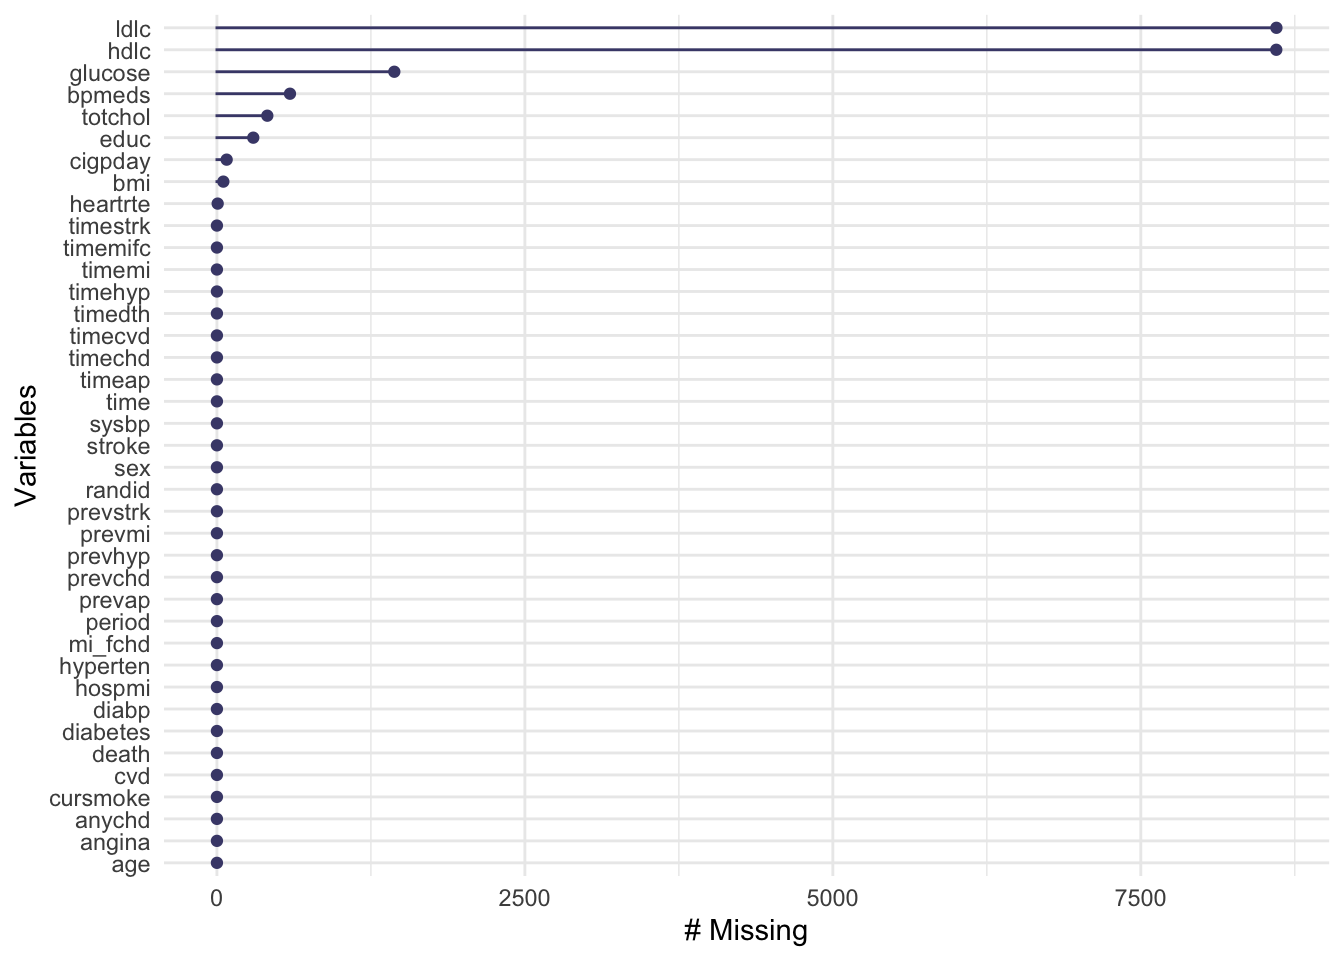 ldlc
hdlc
glucose
bpmeds
totchol
educ
cigpday
bmi
heartrte
timestrk
timemifc
timemi
timehyp
timedth
timecvd
timechd
timeap
time
sysbp
stroke
sex
randid
prevstrk
prevmi
prevhyp
prevchd
prevap
period
mi_fchd
hyperten
hospmi
diabp
diabetes
death
cvd
cursmoke
anychd
angina
age
Variables
0 2500 5000 7500
# Missing